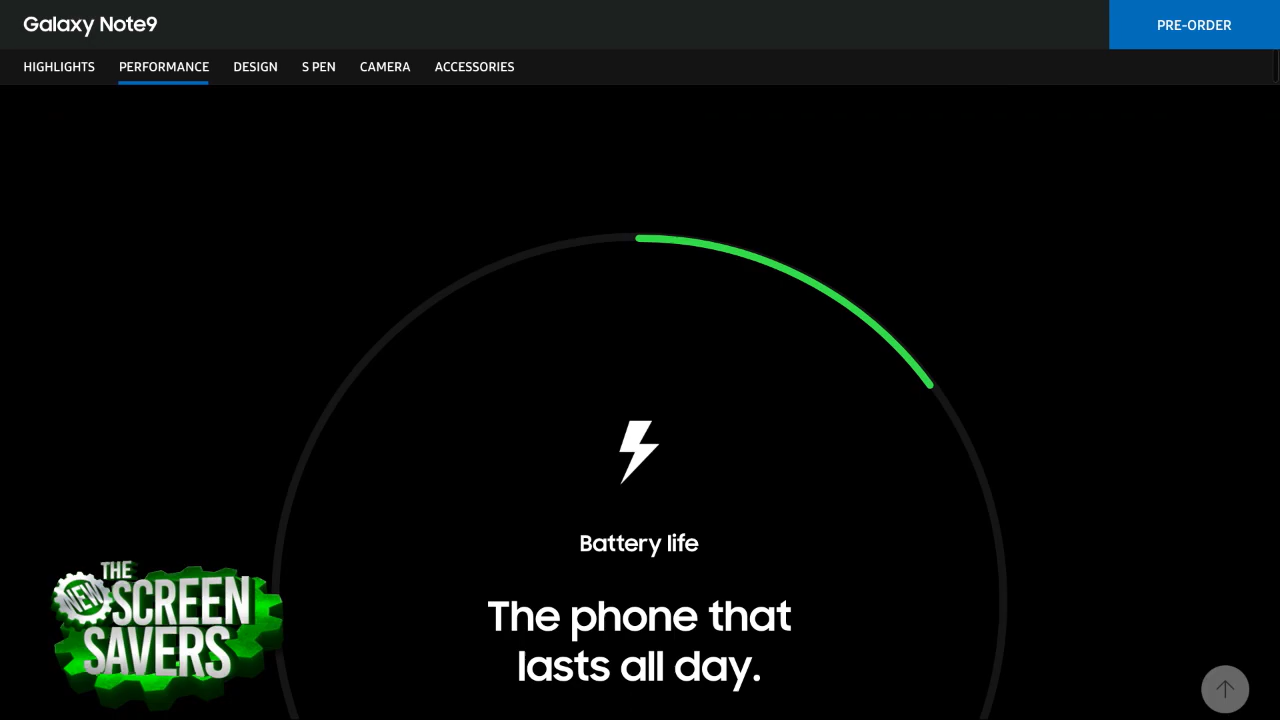 Galaxy Note9
PRE-ORDER
HIGHLIGHTS PERFORMANCE DESIGN S PEN CAMERA ACCESSORIES
Battery life
The phone that
lasts all day.
THE
NEW SCREEN
SAVERS